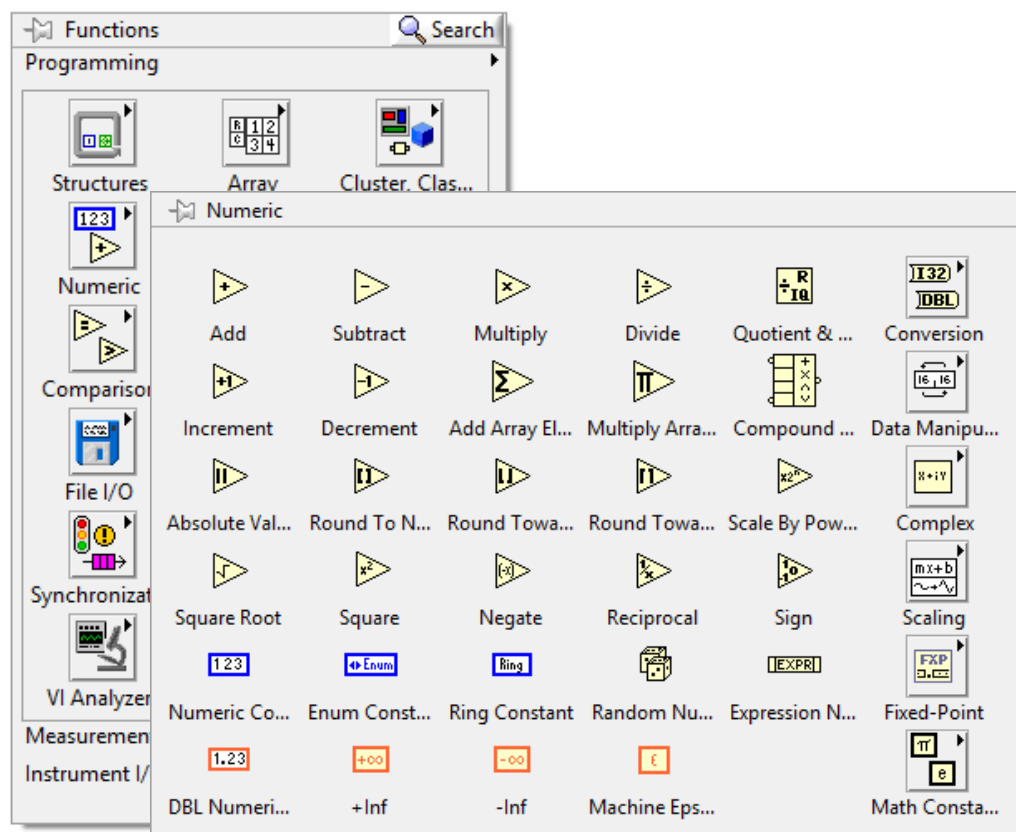 Functions
Search
Programming
Structures
Array
Cluster, Clas...
Numeric
Comparison
File I/O
Synchronizat
VI Analyzer
Measuremen
Instrument I/
Numeric
Add
Subtract
Multiply
Divide
Quotient & ...
Conversion
Increment
Decrement
Add Array El...
Multiply Arra...
Compound ...
Data Manipu...
Absolute Val...
Round To N...
Round Towa...
Round Towa...
Scale By Pow...
Complex
Square Root
Square
Negate
Reciprocal
Sign
Scaling
Numeric Co...
Enum Const...
Ring Constant
Random Nu...
Expression N...
Fixed-Point
DBL Numeri...
+Inf
-Inf
Machine Eps...
Math Consta...